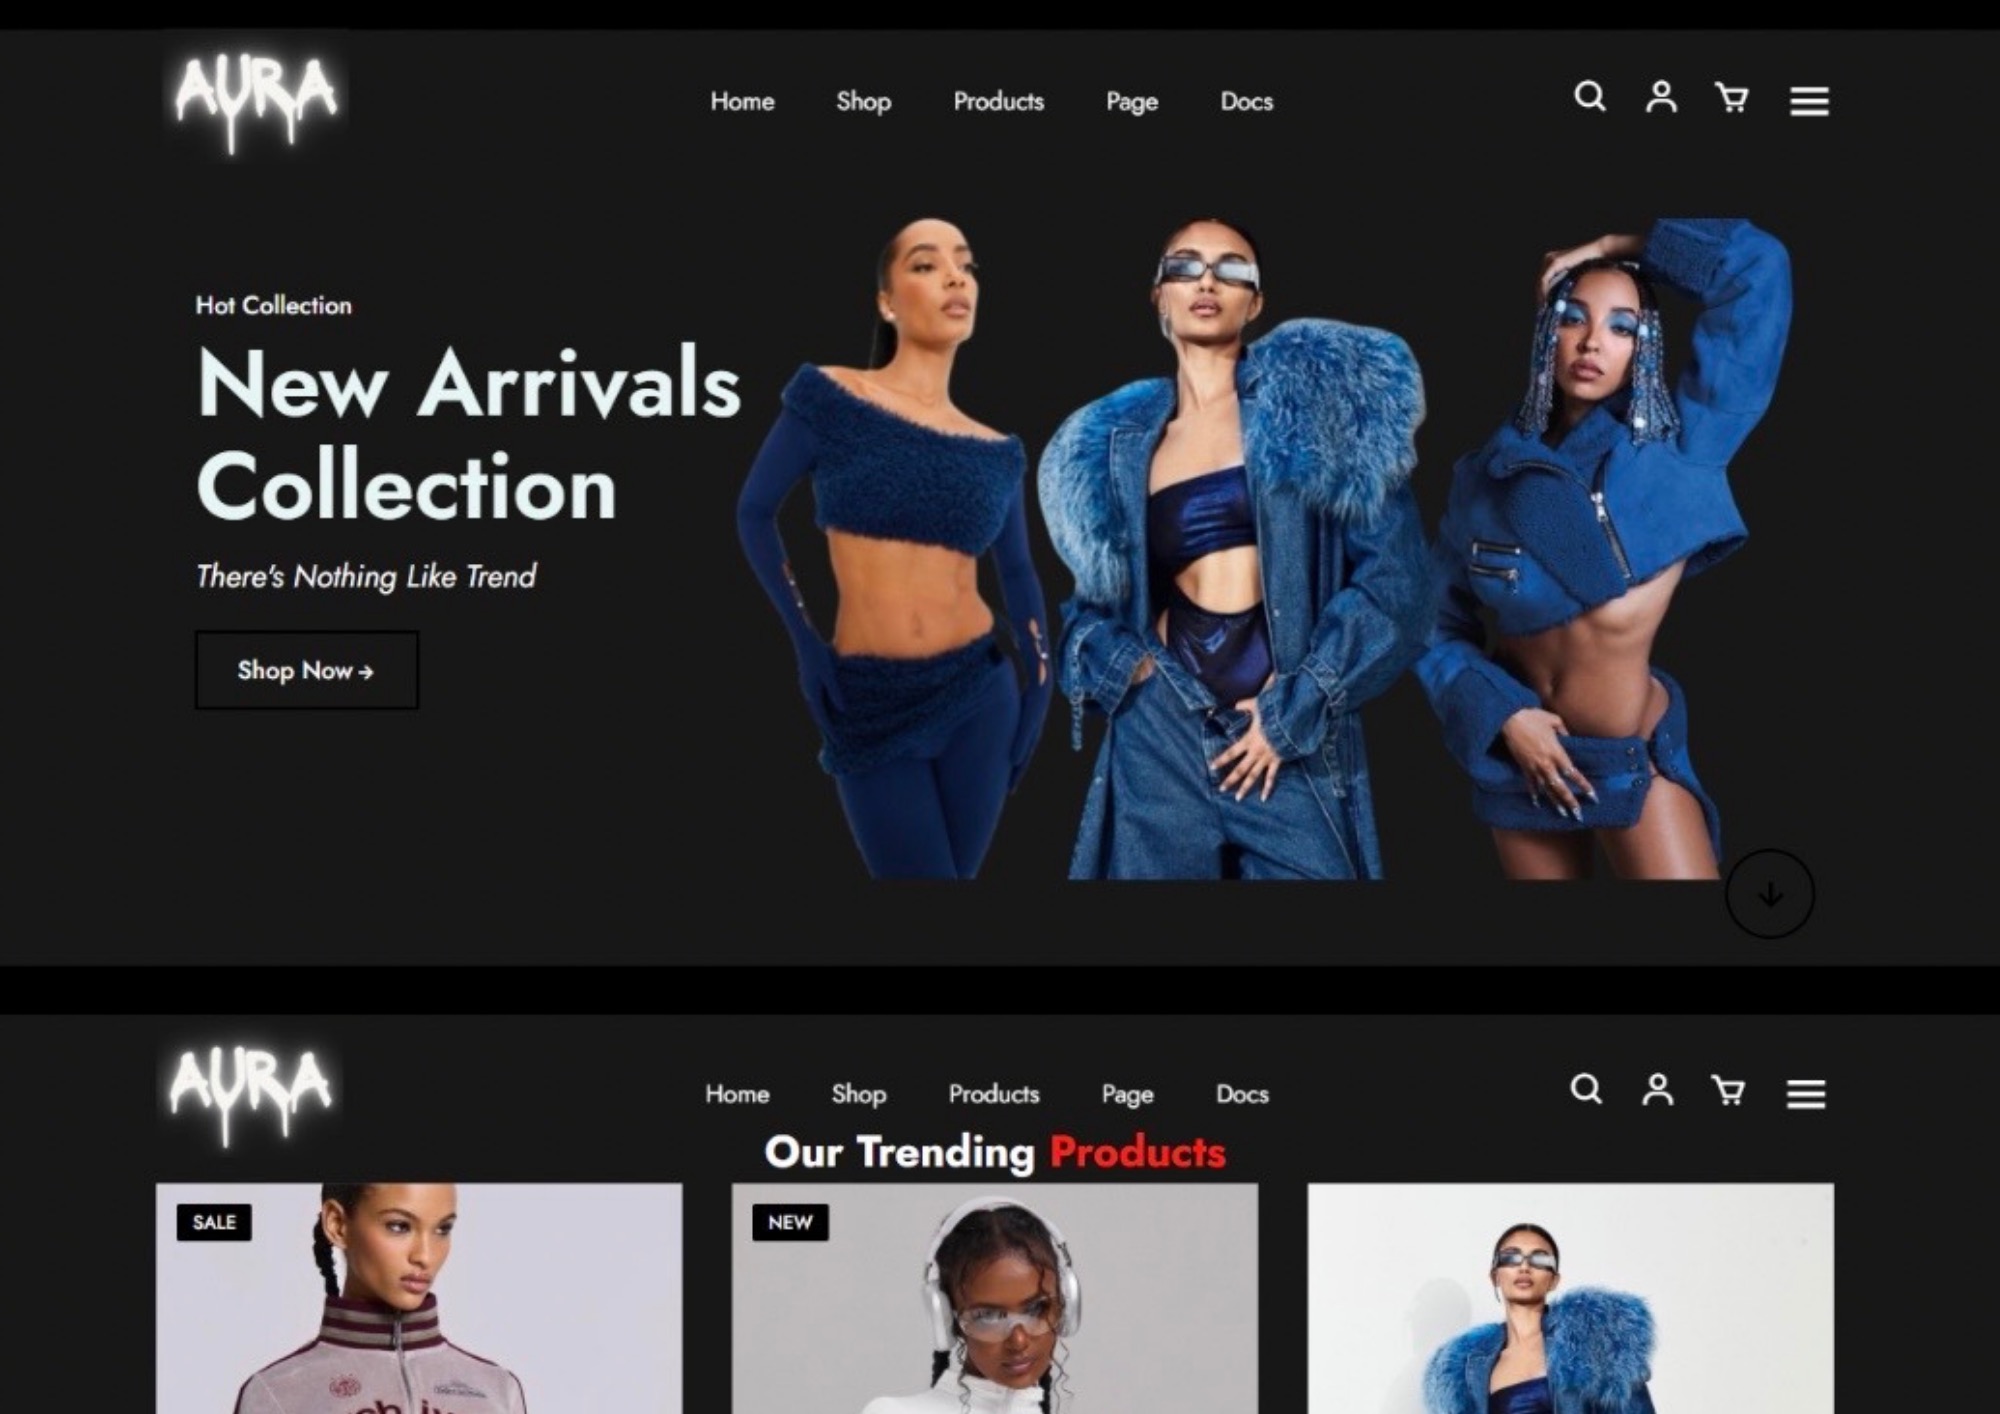 AURA
Home Shop Products Page Docs
Hot Collection
New Arrivals
Collection
There's Nothing Like Trend
Shop Now →
AURA
Home Shop Products Page Docs
Our Trending Products
SALE
NEW